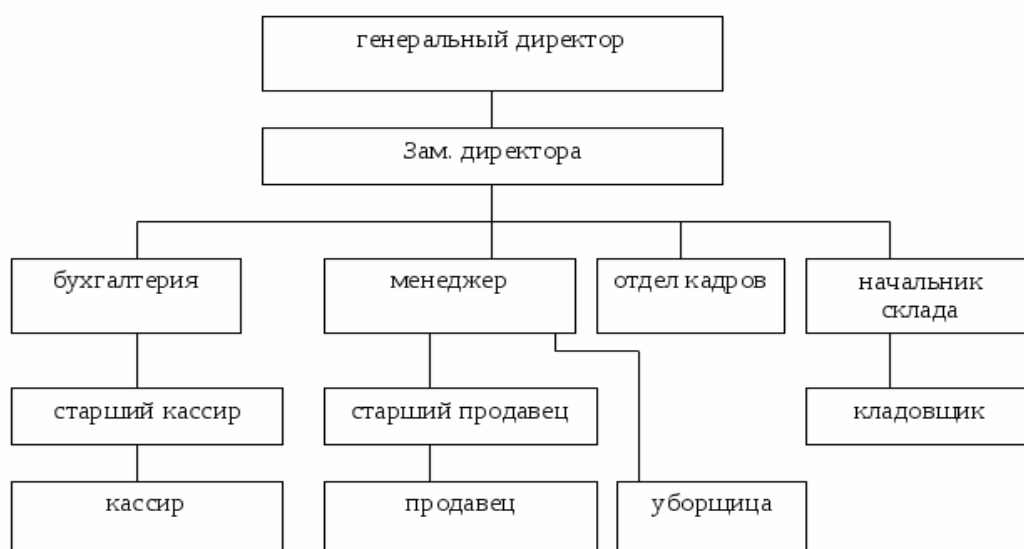 генеральный директор
Зам. директора
бухгалтерия
менеджер
отдел кадров
начальник
склада
старший кассир
старший продавец
кладовщик
кассир
продавец
уборщица